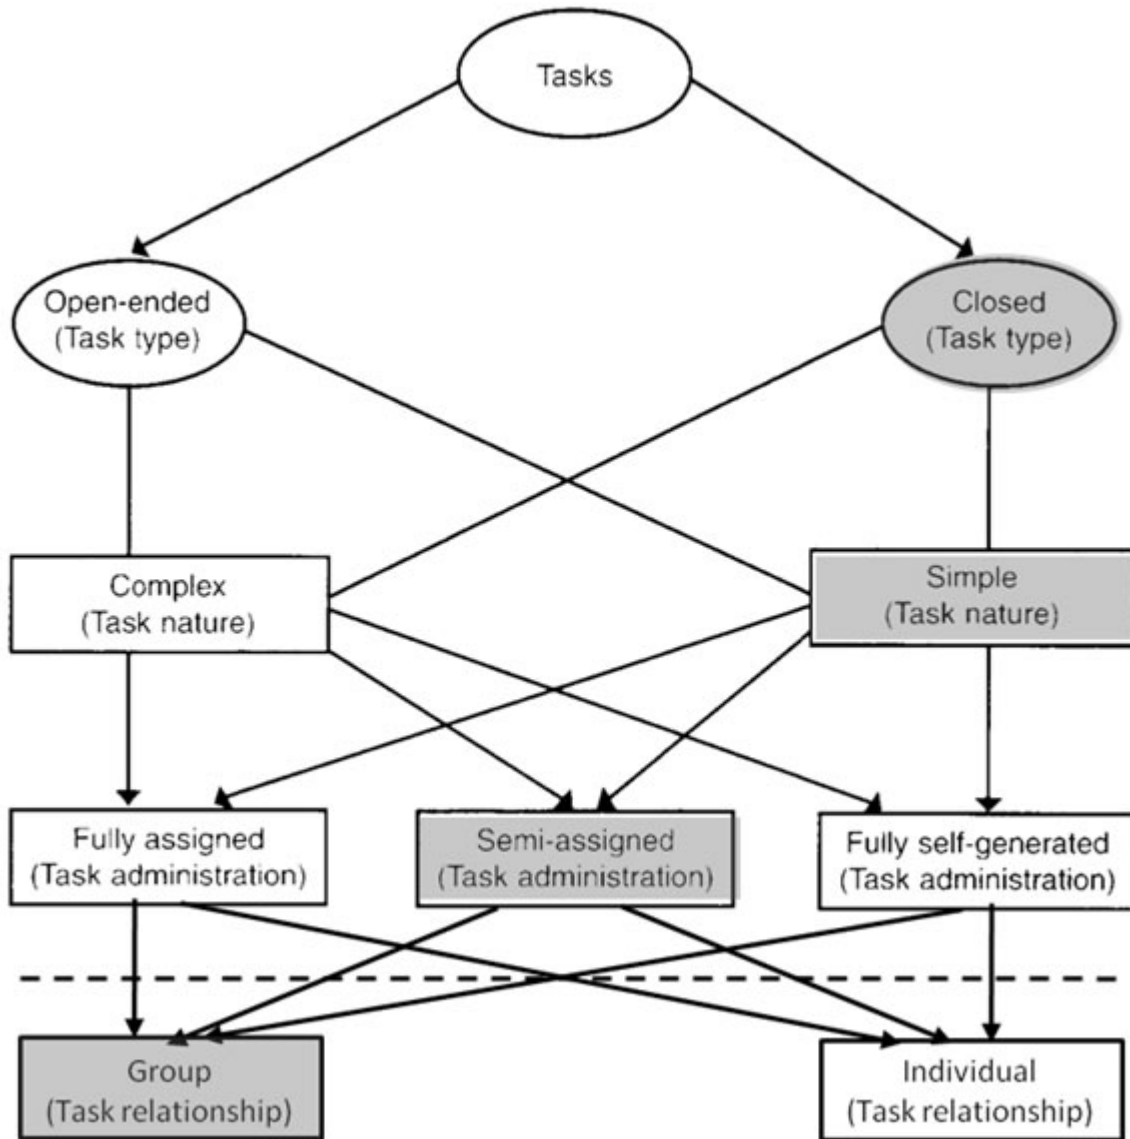 Tasks
Open-ended
(Task type)
Closed
(Task type)
Complex
(Task nature)
Simple
(Task nature)
Fully assigned
(Task administration)
Semi-assigned
(Task administration)
Fully self-generated
(Task administration)
Group
(Task relationship)
Individual
(Task relationship)